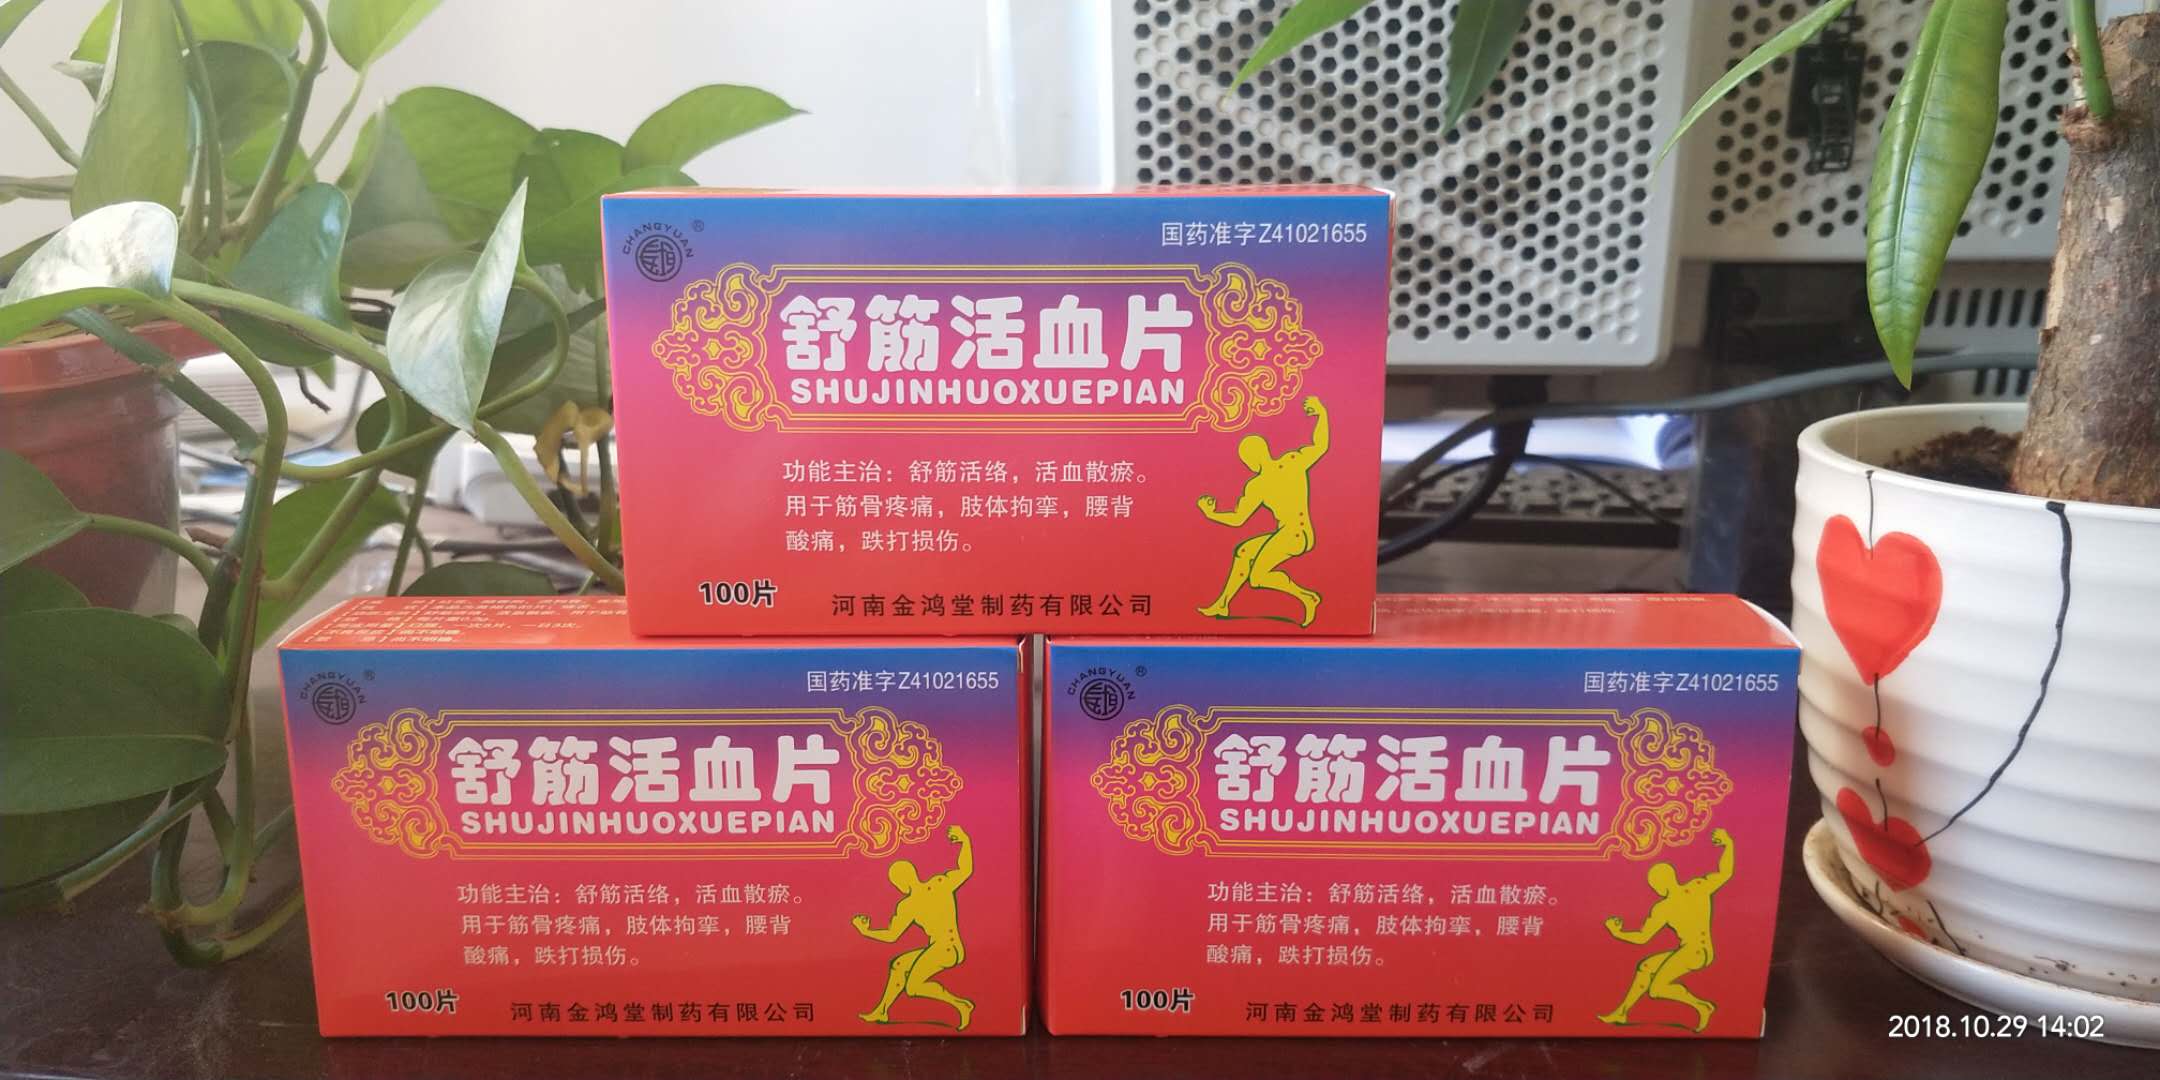 CHANGYUAN ®
国药准字Z41021655
舒筋活血片
SHUJINHUOXUEPIAN
功能主治：舒筋活络，活血散瘀。
用于筋骨疼痛，肢体拘挛，腰背
酸痛，跌打损伤。
100片
河南金鸿堂制药有限公司
CHANGYUAN ®
国药准字Z41021655
舒筋活血片
SHUJINHUOXUEPIAN
功能主治：舒筋活络，活血散瘀。
用于筋骨疼痛，肢体拘挛，腰背
酸痛，跌打损伤。
100片
河南金鸿堂制药有限公司
CHANGYUAN ®
国药准字Z41021655
舒筋活血片
SHUJINHUOXUEPIAN
功能主治：舒筋活络，活血散瘀。
用于筋骨疼痛，肢体拘挛，腰背
酸痛，跌打损伤。
100片
河南金鸿堂制药有限公司
2018.10.29 14:02